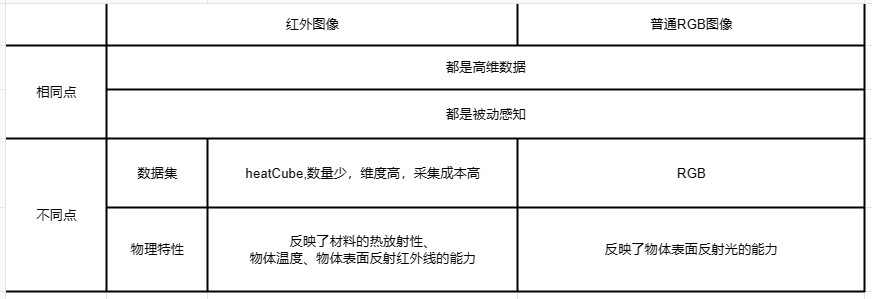 红外图像
普通RGB图像
相同点
都是高维数据
都是被动感知
不同点
数据集
heatCube,数量少，维度高，采集成本高
RGB
物理特性
反映了材料的热放射性、
物体温度、物体表面反射红外线的能力
反映了物体表面反射光的能力